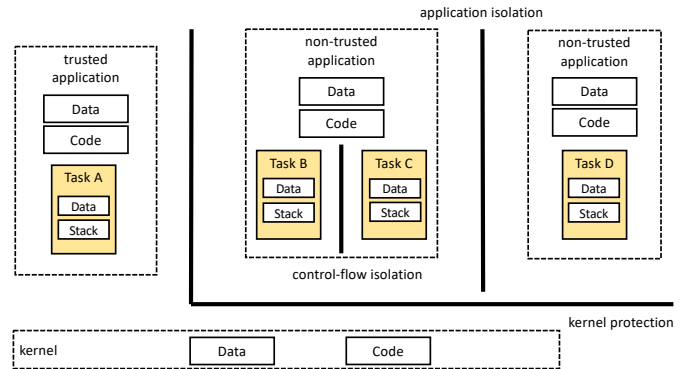 application isolation
trusted
application
Data
Code
Task A
Data
Stack
non-trusted
application
Data
Code
Task B
Data
Stack
Task C
Data
Stack
control-flow isolation
non-trusted
application
Data
Code
Task D
Data
Stack
kernel protection
kernel
Data
Code